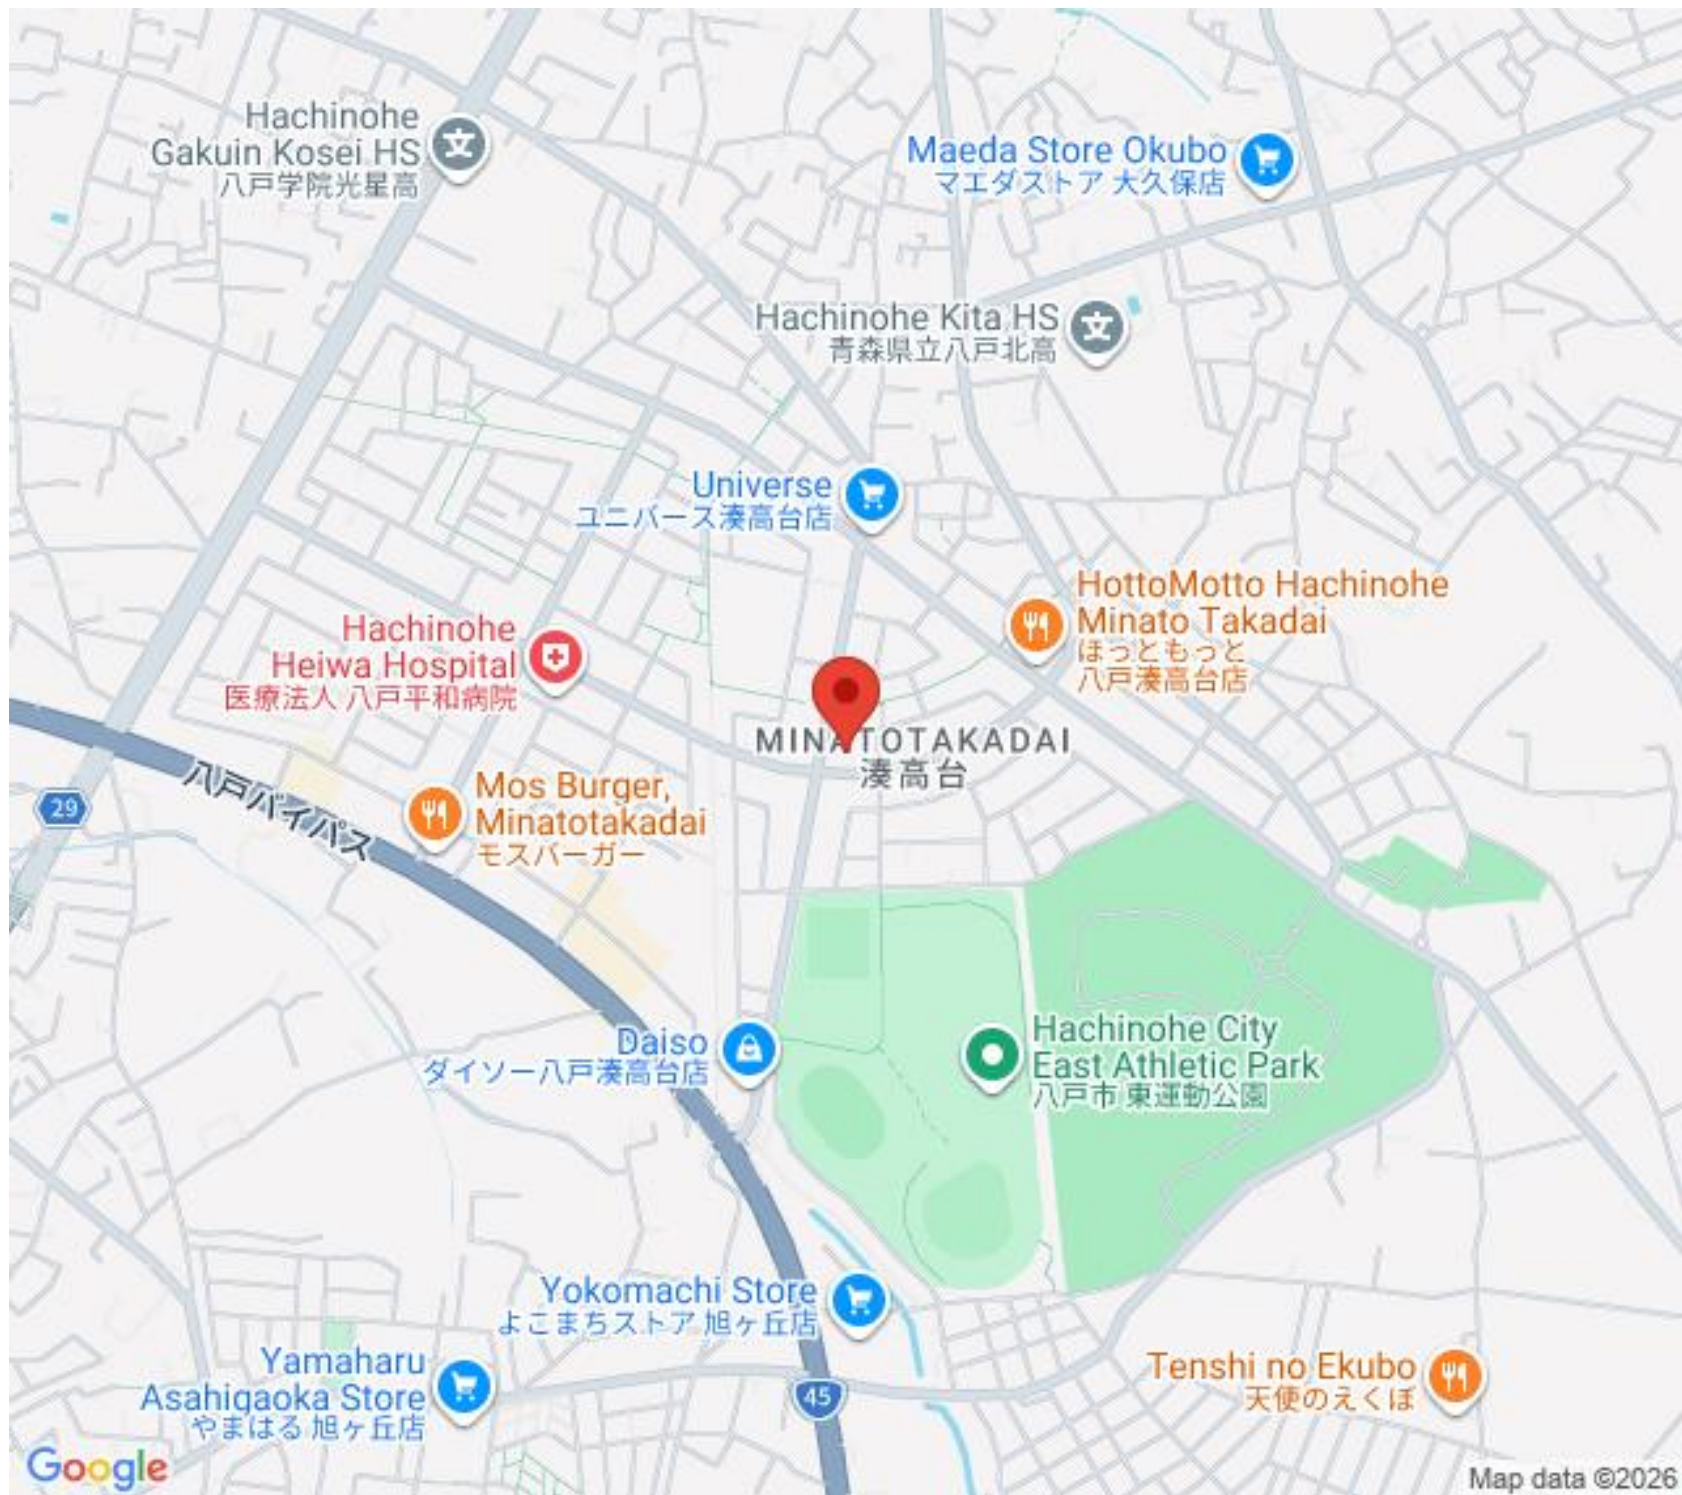 Hachinohe
Gakuin Kosei HS
八戸学院光星高
Maeda Store Okubo
マエダストア 大久保店
Hachinohe Kita HS
青森県立八戸北高
Universe
ユニバース湊高台店
HottoMotto Hachinohe
Minato Takadai
ほっともっと
八戸湊高台店
Hachinohe
Heiwa Hospital
医療法人 八戸平和病院
MINATOTAKADAI
湊高台
29
八戸バイパス
Mos Burger,
Minatotakadai
モスバーガー
Daiso
ダイソー八戸湊高台店
Hachinohe City
East Athletic Park
八戸市 東運動公園
Yokomachi Store
よこまちストア 旭ヶ丘店
Yamaharu
Asahigaoka Store
やまはる 旭ヶ丘店
45
Tenshi no Ekubo
天使のえくぼ
Google
Map data ©2026